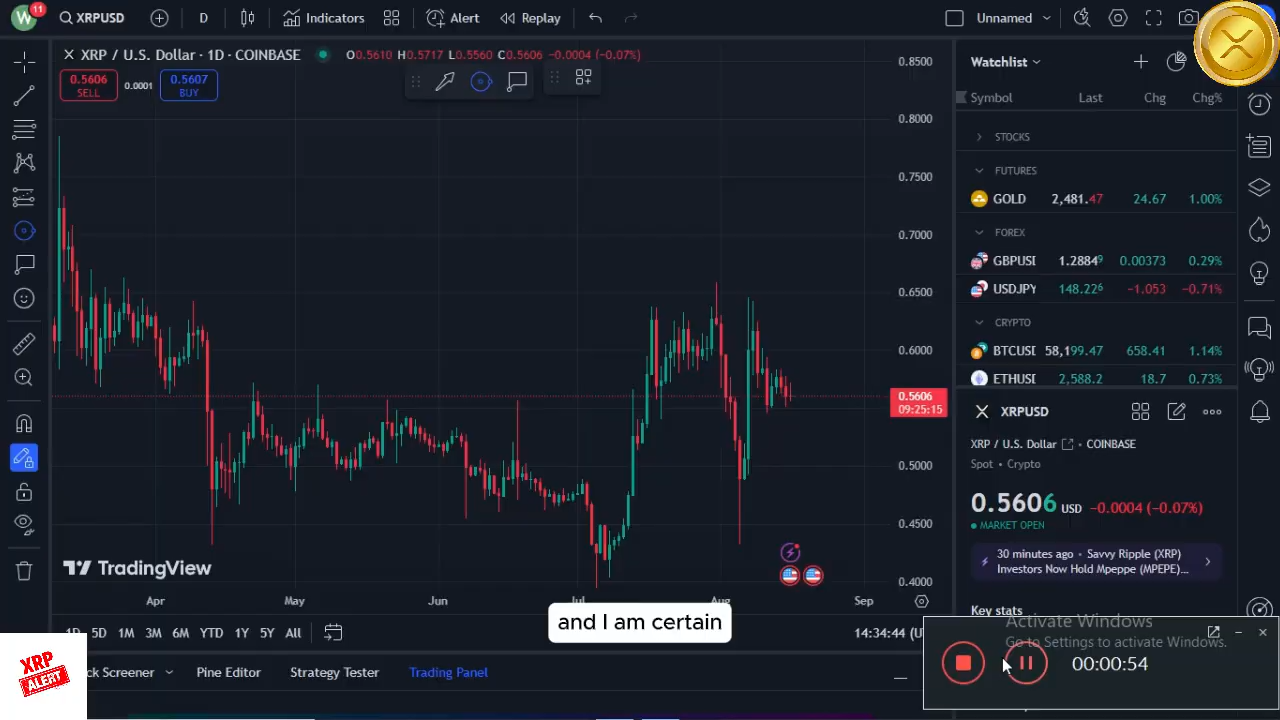 W
11
XRPUSD
D
Indicators
Alert
Replay
Unnamed
XRP / U.S. Dollar · 1D · COINBASE
O0.5610 H0.5717 L0.5560 C0.5606 −0.0004 (−0.07%)
0.5606
SELL
0.0001
0.5607
BUY
0.8500
0.8000
0.7500
0.7000
0.6500
0.6000
0.5606
09:25:15
0.5000
0.4500
0.4000
TradingView
Apr
May
Jun
Jul
Aug
Sep
and I am certain
1D 5D 1M 3M 6M YTD 1Y 5Y All
14:34:44 (U
ck Screener
Pine Editor
Strategy Tester
Trading Panel
XRP
ALERT
Watchlist
Symbol Last Chg Chg%
STOCKS
FUTURES
GOLD 2,481.47 24.67 1.00%
FOREX
GBPUSI 1.28849 0.00373 0.29%
USDJPY 148.226 −1.053 −0.71%
CRYPTO
BTCUSI 58,199.47 658.41 1.14%
ETHUSI 2,588.2 18.7 0.73%
XRPUSD
XRP / U.S. Dollar COINBASE
Spot · Crypto
0.5606 USD −0.0004 (−0.07%)
MARKET OPEN
30 minutes ago · Savvy Ripple (XRP)
Investors Now Hold Mpeppe (MPEPE)...
Key stats
Activate Windows
Go to Settings to activate Windows.
00:00:54